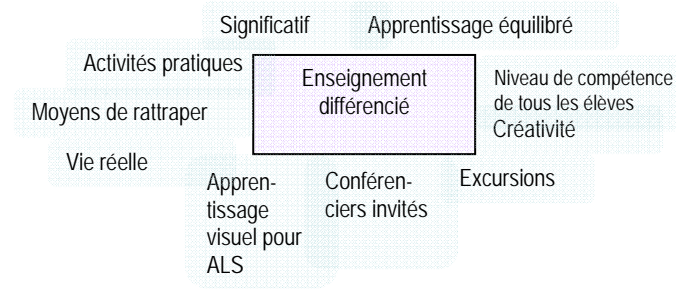 Significatif
Apprentissage équilibré
Activités pratiques
Enseignement
différencié
Niveau de compétence
de tous les élèves
Moyens de rattraper
Créativité
Vie réelle
Appren-
tissage
visuel pour
ALS
Conféren-
ciers invités
Excursions